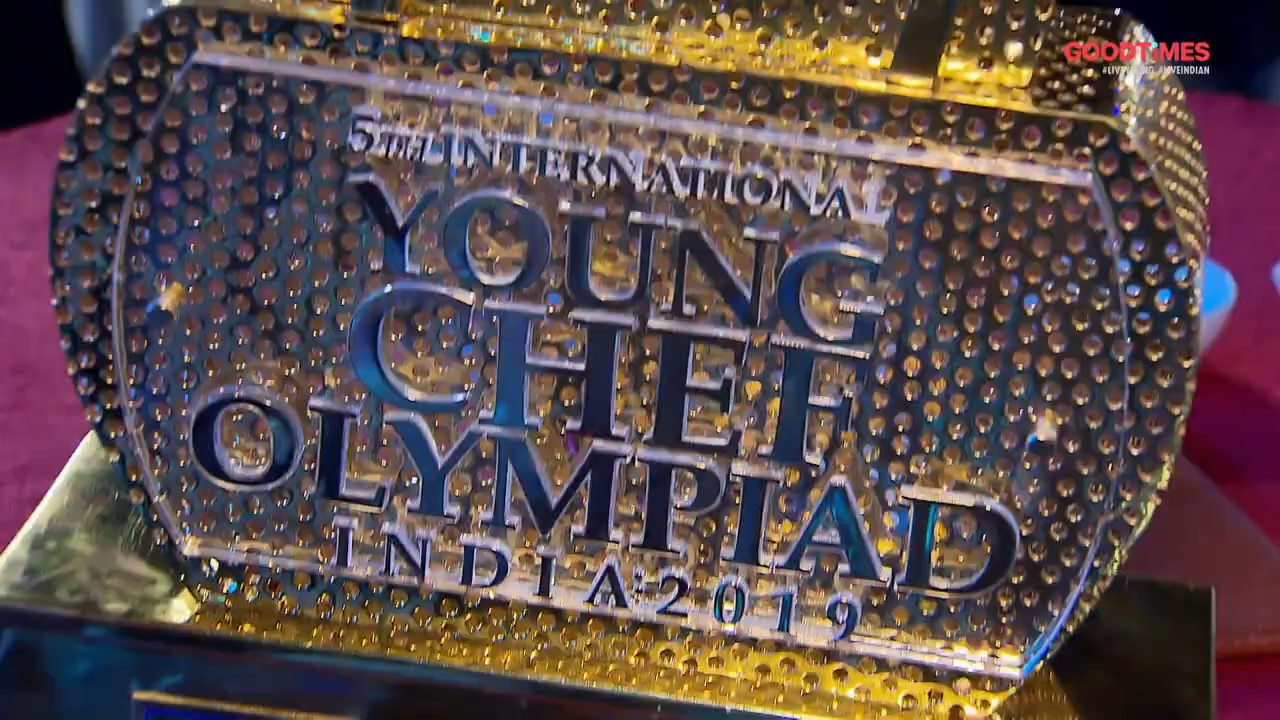 GOODTiMES
5TH INTERNATIONAL
YOUNG
CHEF
OLYMPIAD
INDIA 2019